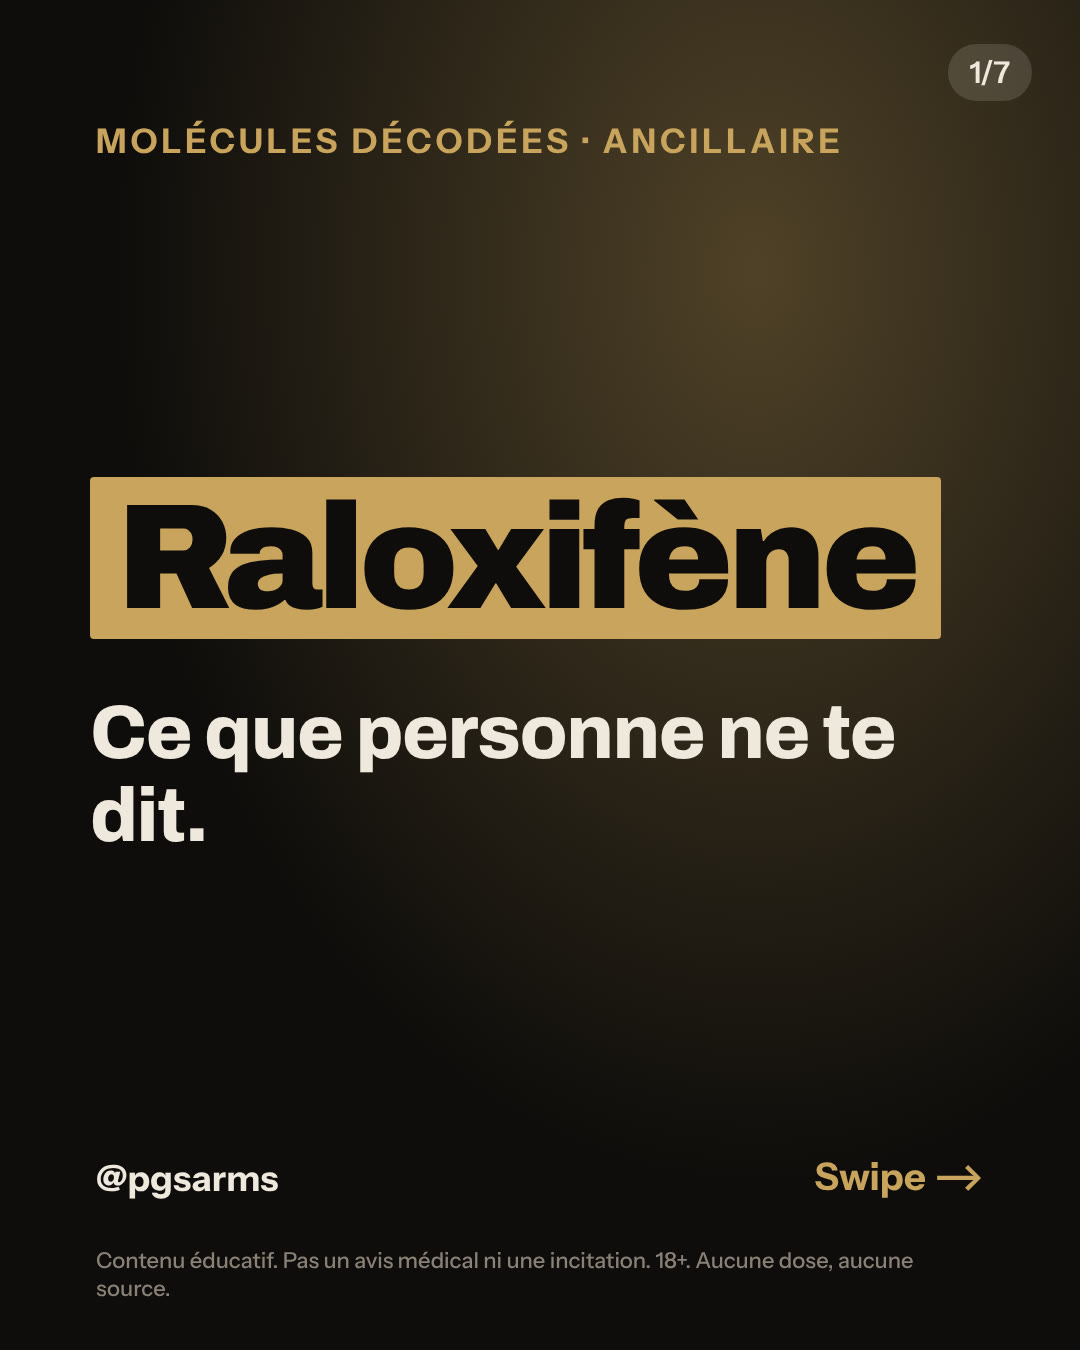 1/7
MOLÉCULES DÉCODÉES · ANCILLAIRE
Raloxifène
Ce que personne ne te
dit.
@pgsarms
Swipe →
Contenu éducatif. Pas un avis médical ni une incitation. 18+. Aucune dose, aucune
source.